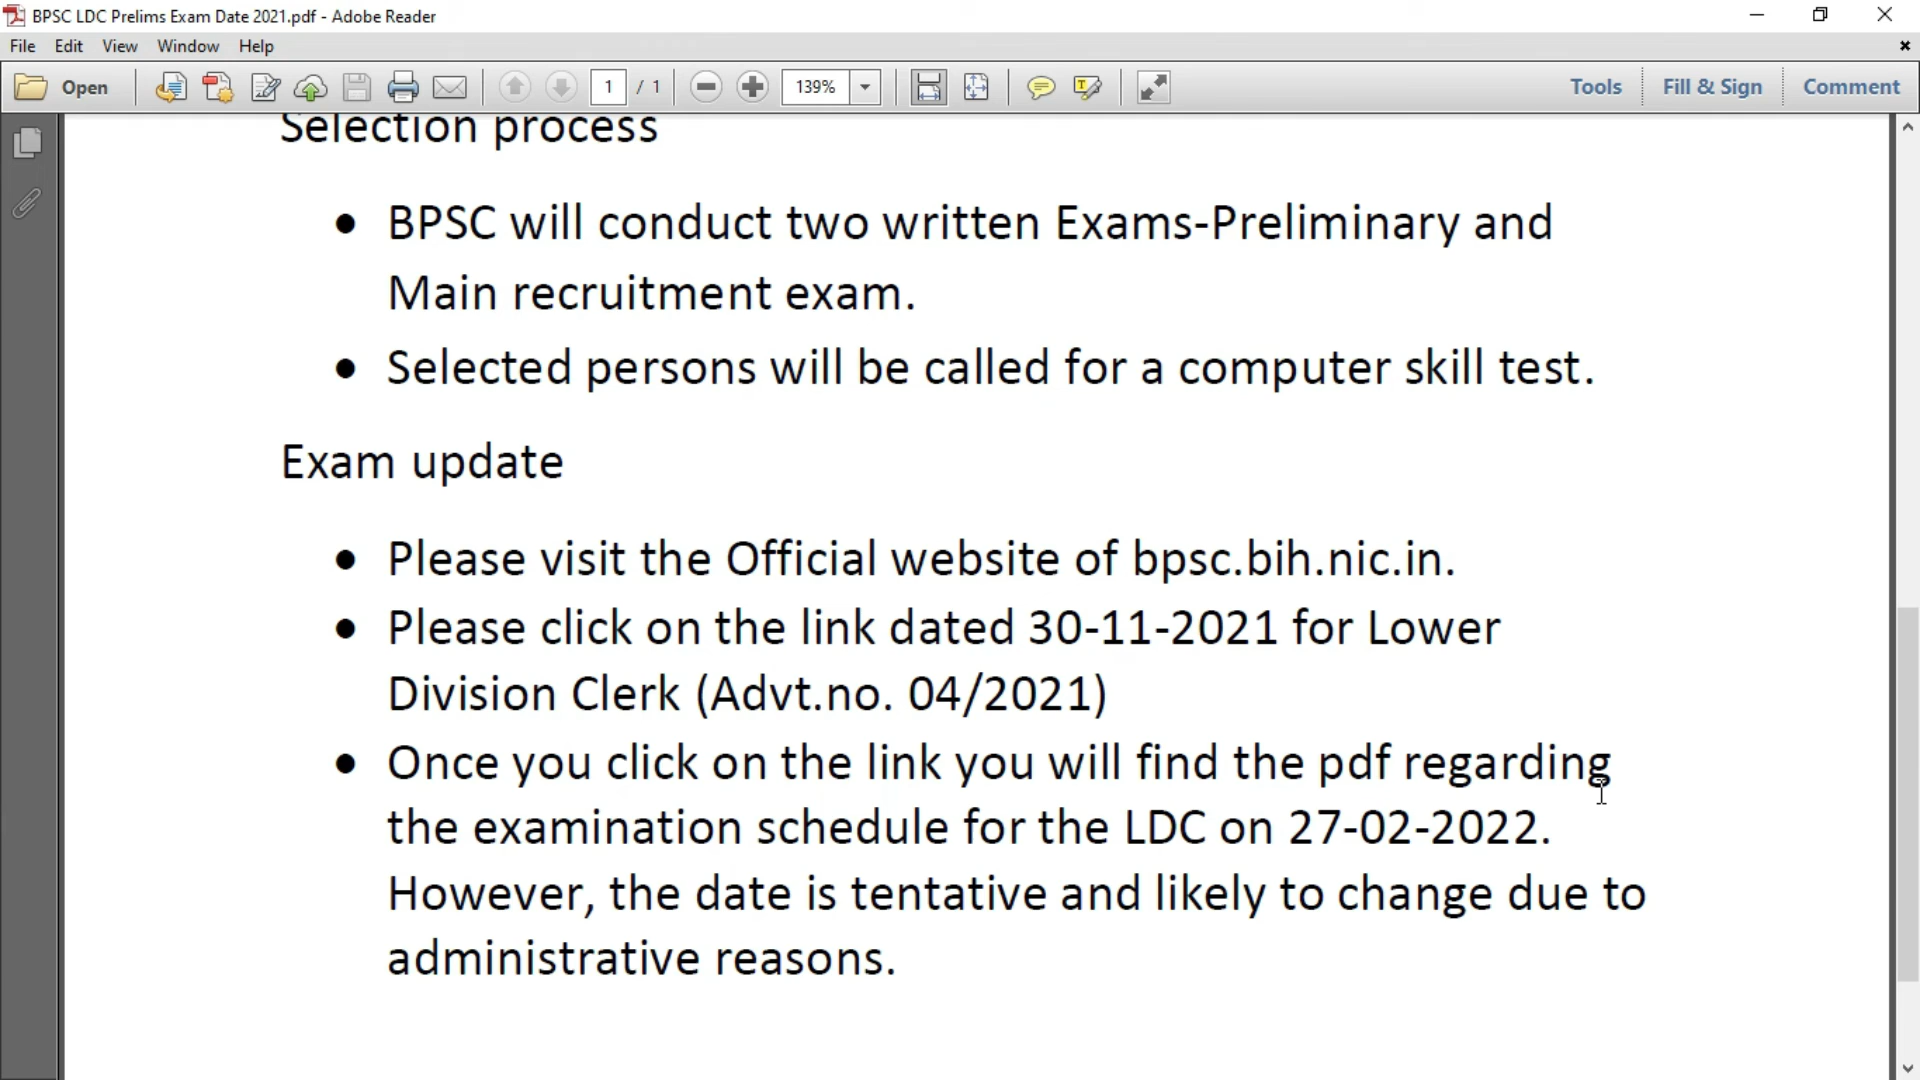 BPSC LDC Prelims Exam Date 2021.pdf - Adobe Reader
File Edit View Window Help
Open 1 / 1 139% Tools Fill & Sign Comment
Selection process
• BPSC will conduct two written Exams-Preliminary and
Main recruitment exam.
• Selected persons will be called for a computer skill test.
Exam update
• Please visit the Official website of bpsc.bih.nic.in.
• Please click on the link dated 30-11-2021 for Lower
Division Clerk (Advt.no. 04/2021)
• Once you click on the link you will find the pdf regarding
the examination schedule for the LDC on 27-02-2022.
However, the date is tentative and likely to change due to
administrative reasons.